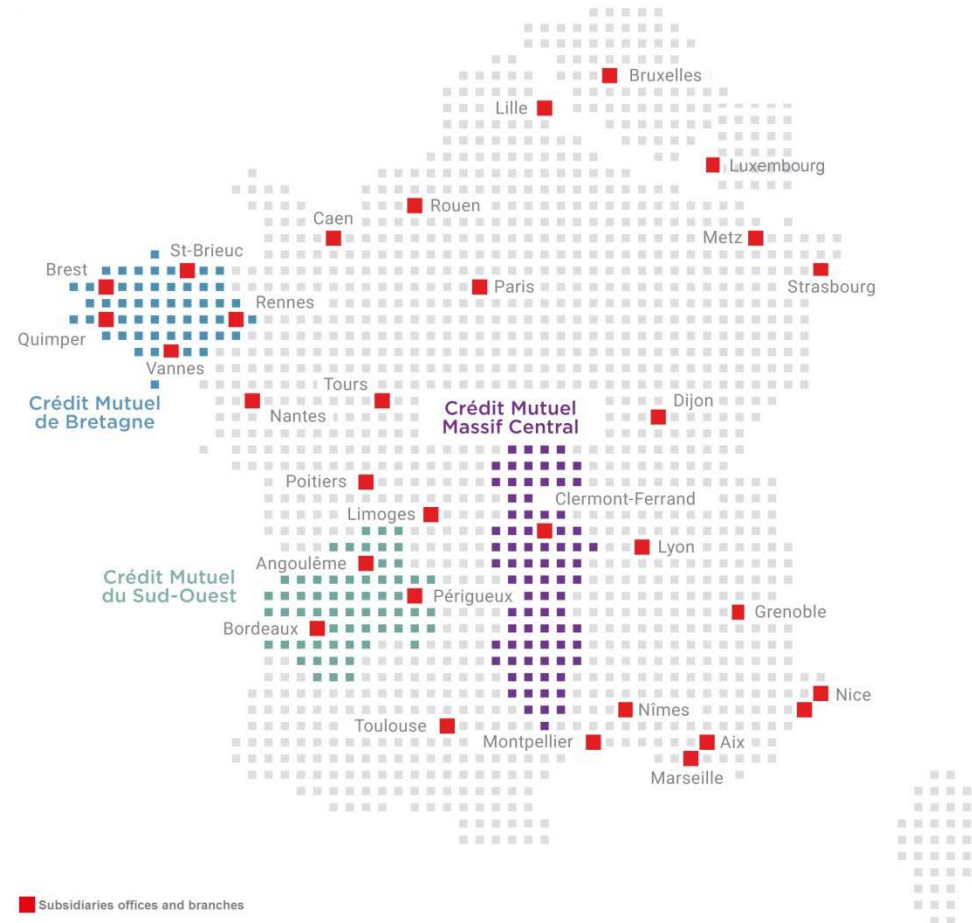 Bruxelles
Lille
Luxembourg
Rouen
Caen
Metz
St-Brieuc
Brest
Strasbourg
Paris
Rennes
Quimper
Vannes
Tours
Crédit Mutuel
de Bretagne
Nantes
Crédit Mutuel
Massif Central
Dijon
Poitiers
Clermont-Ferrand
Limoges
Lyon
Angoulême
Crédit Mutuel
du Sud-Ouest
Périgueux
Grenoble
Bordeaux
Nice
Nîmes
Toulouse
Montpellier
Aix
Marseille
Subsidiaries offices and branches